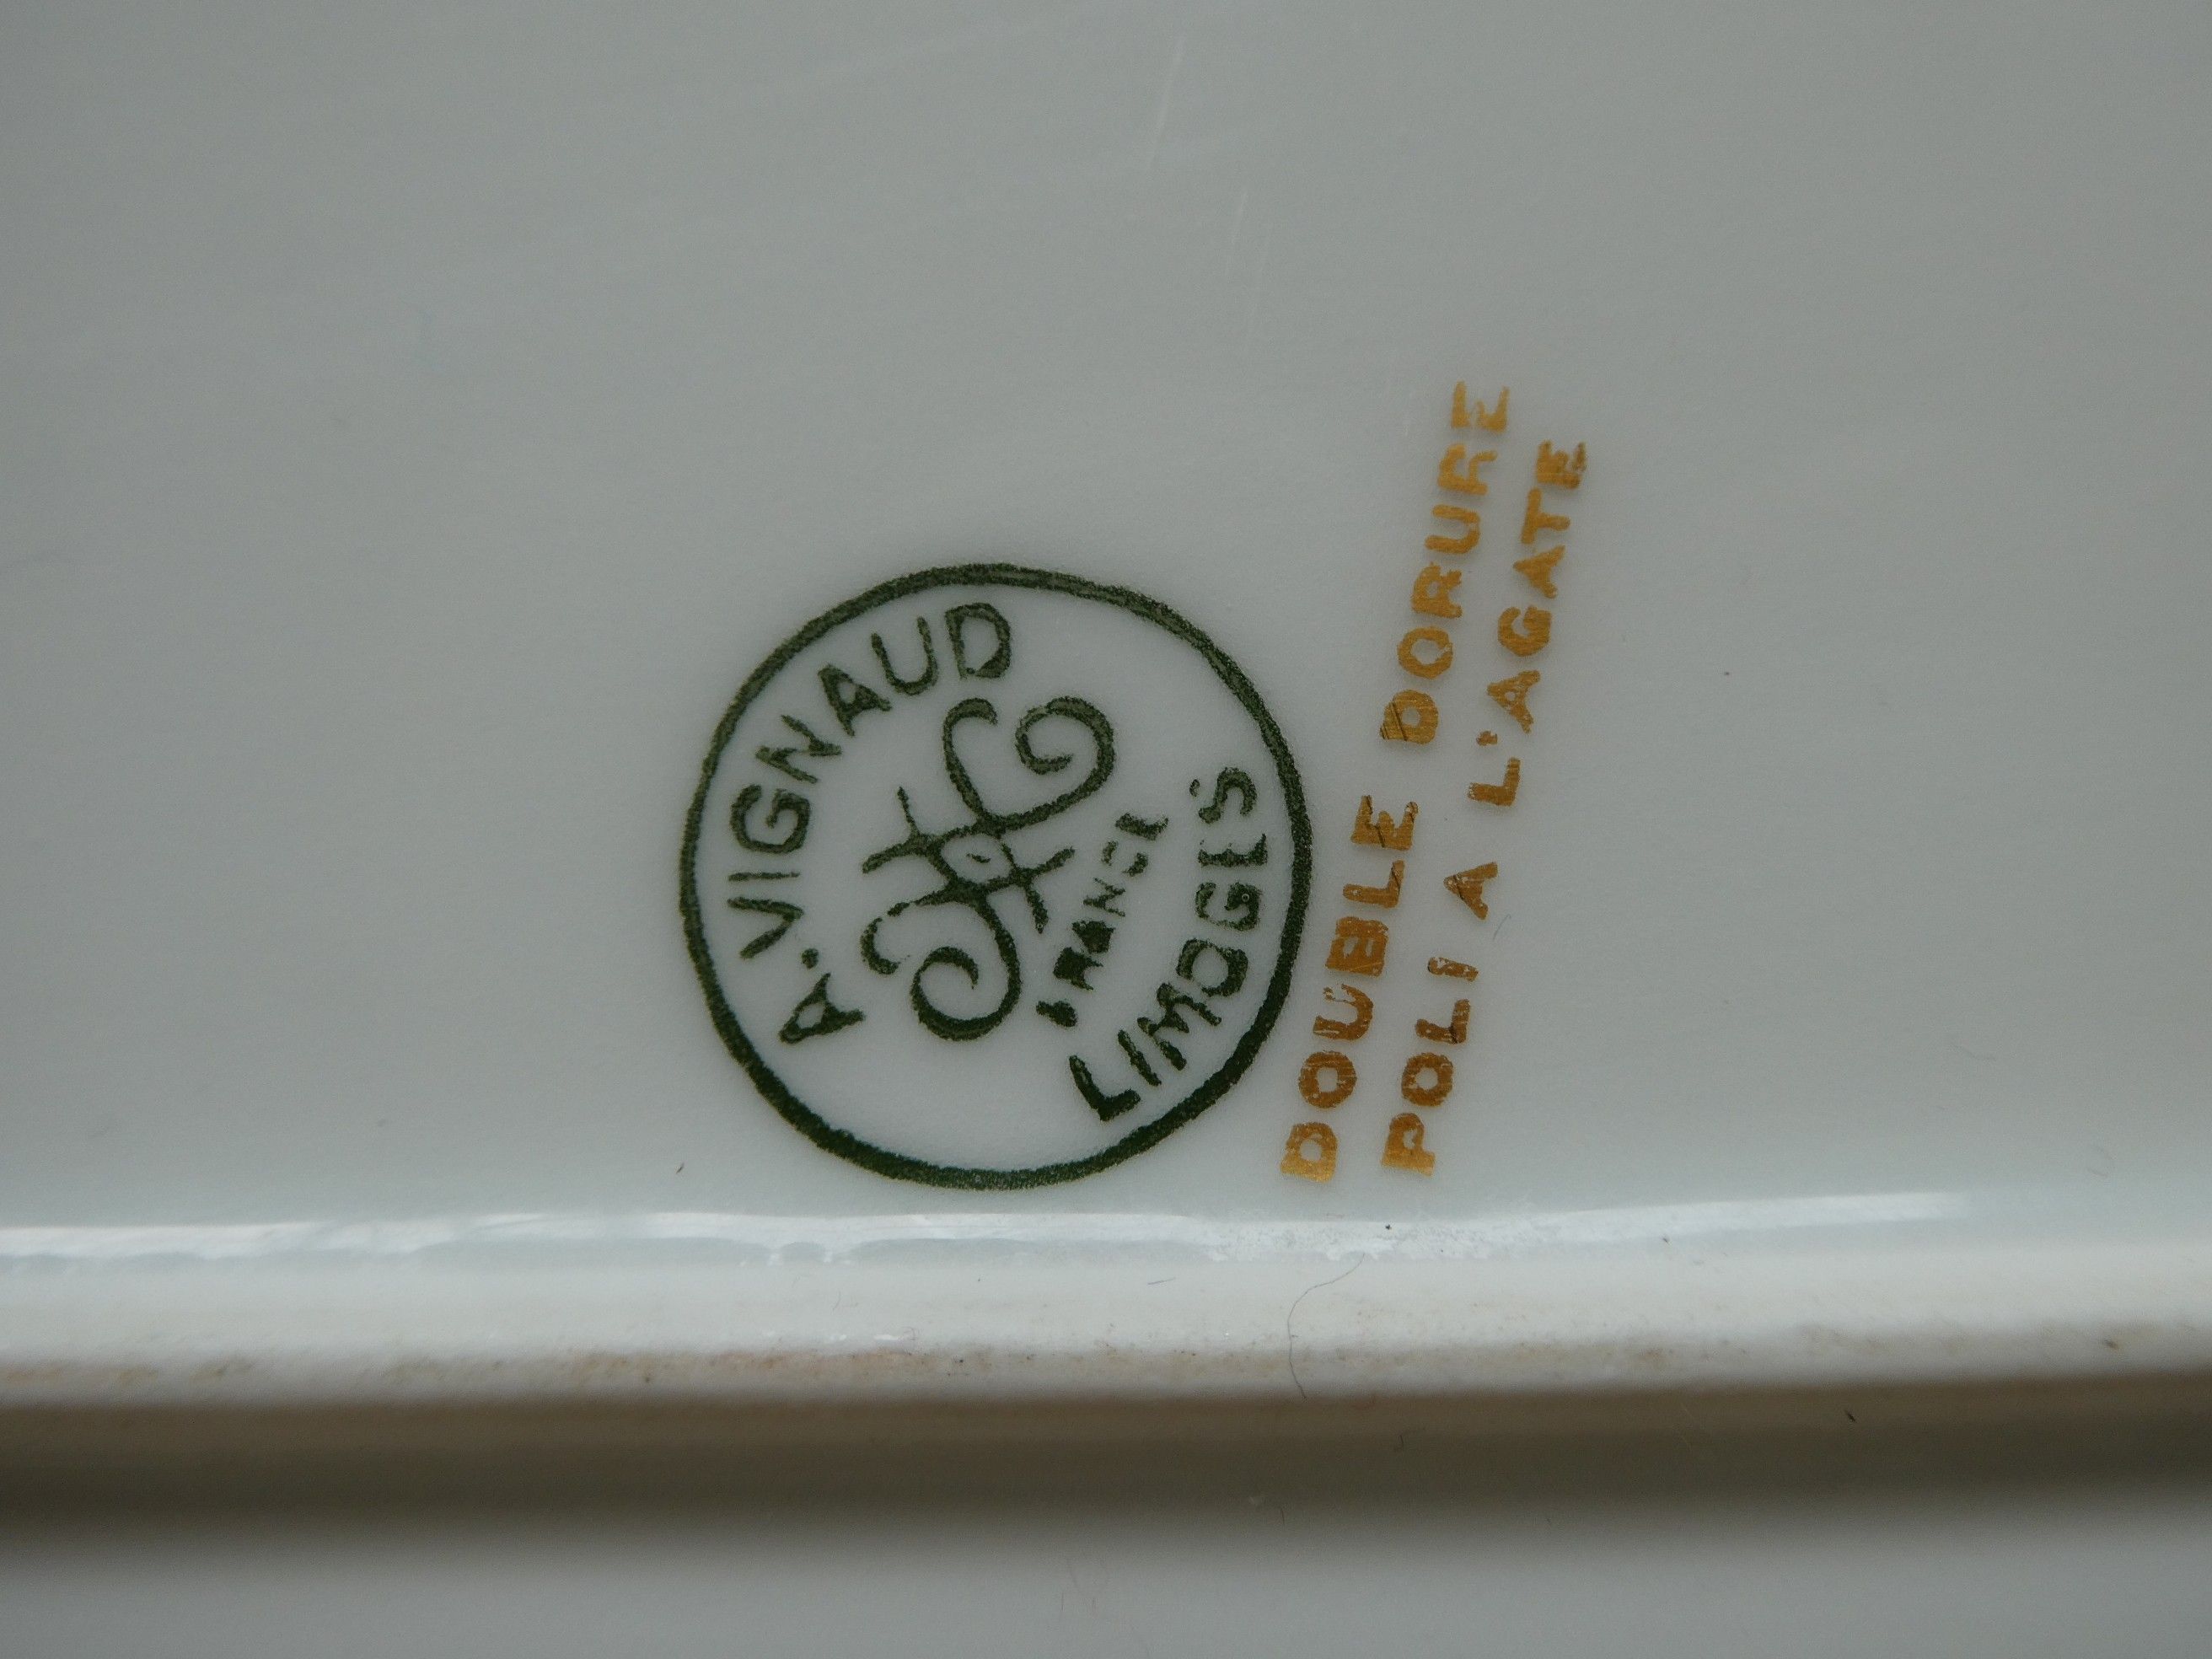 A. VIGNAUD
FRANCE
LIMOGES
DOUBLE DORURE
POLI A L'AGATE